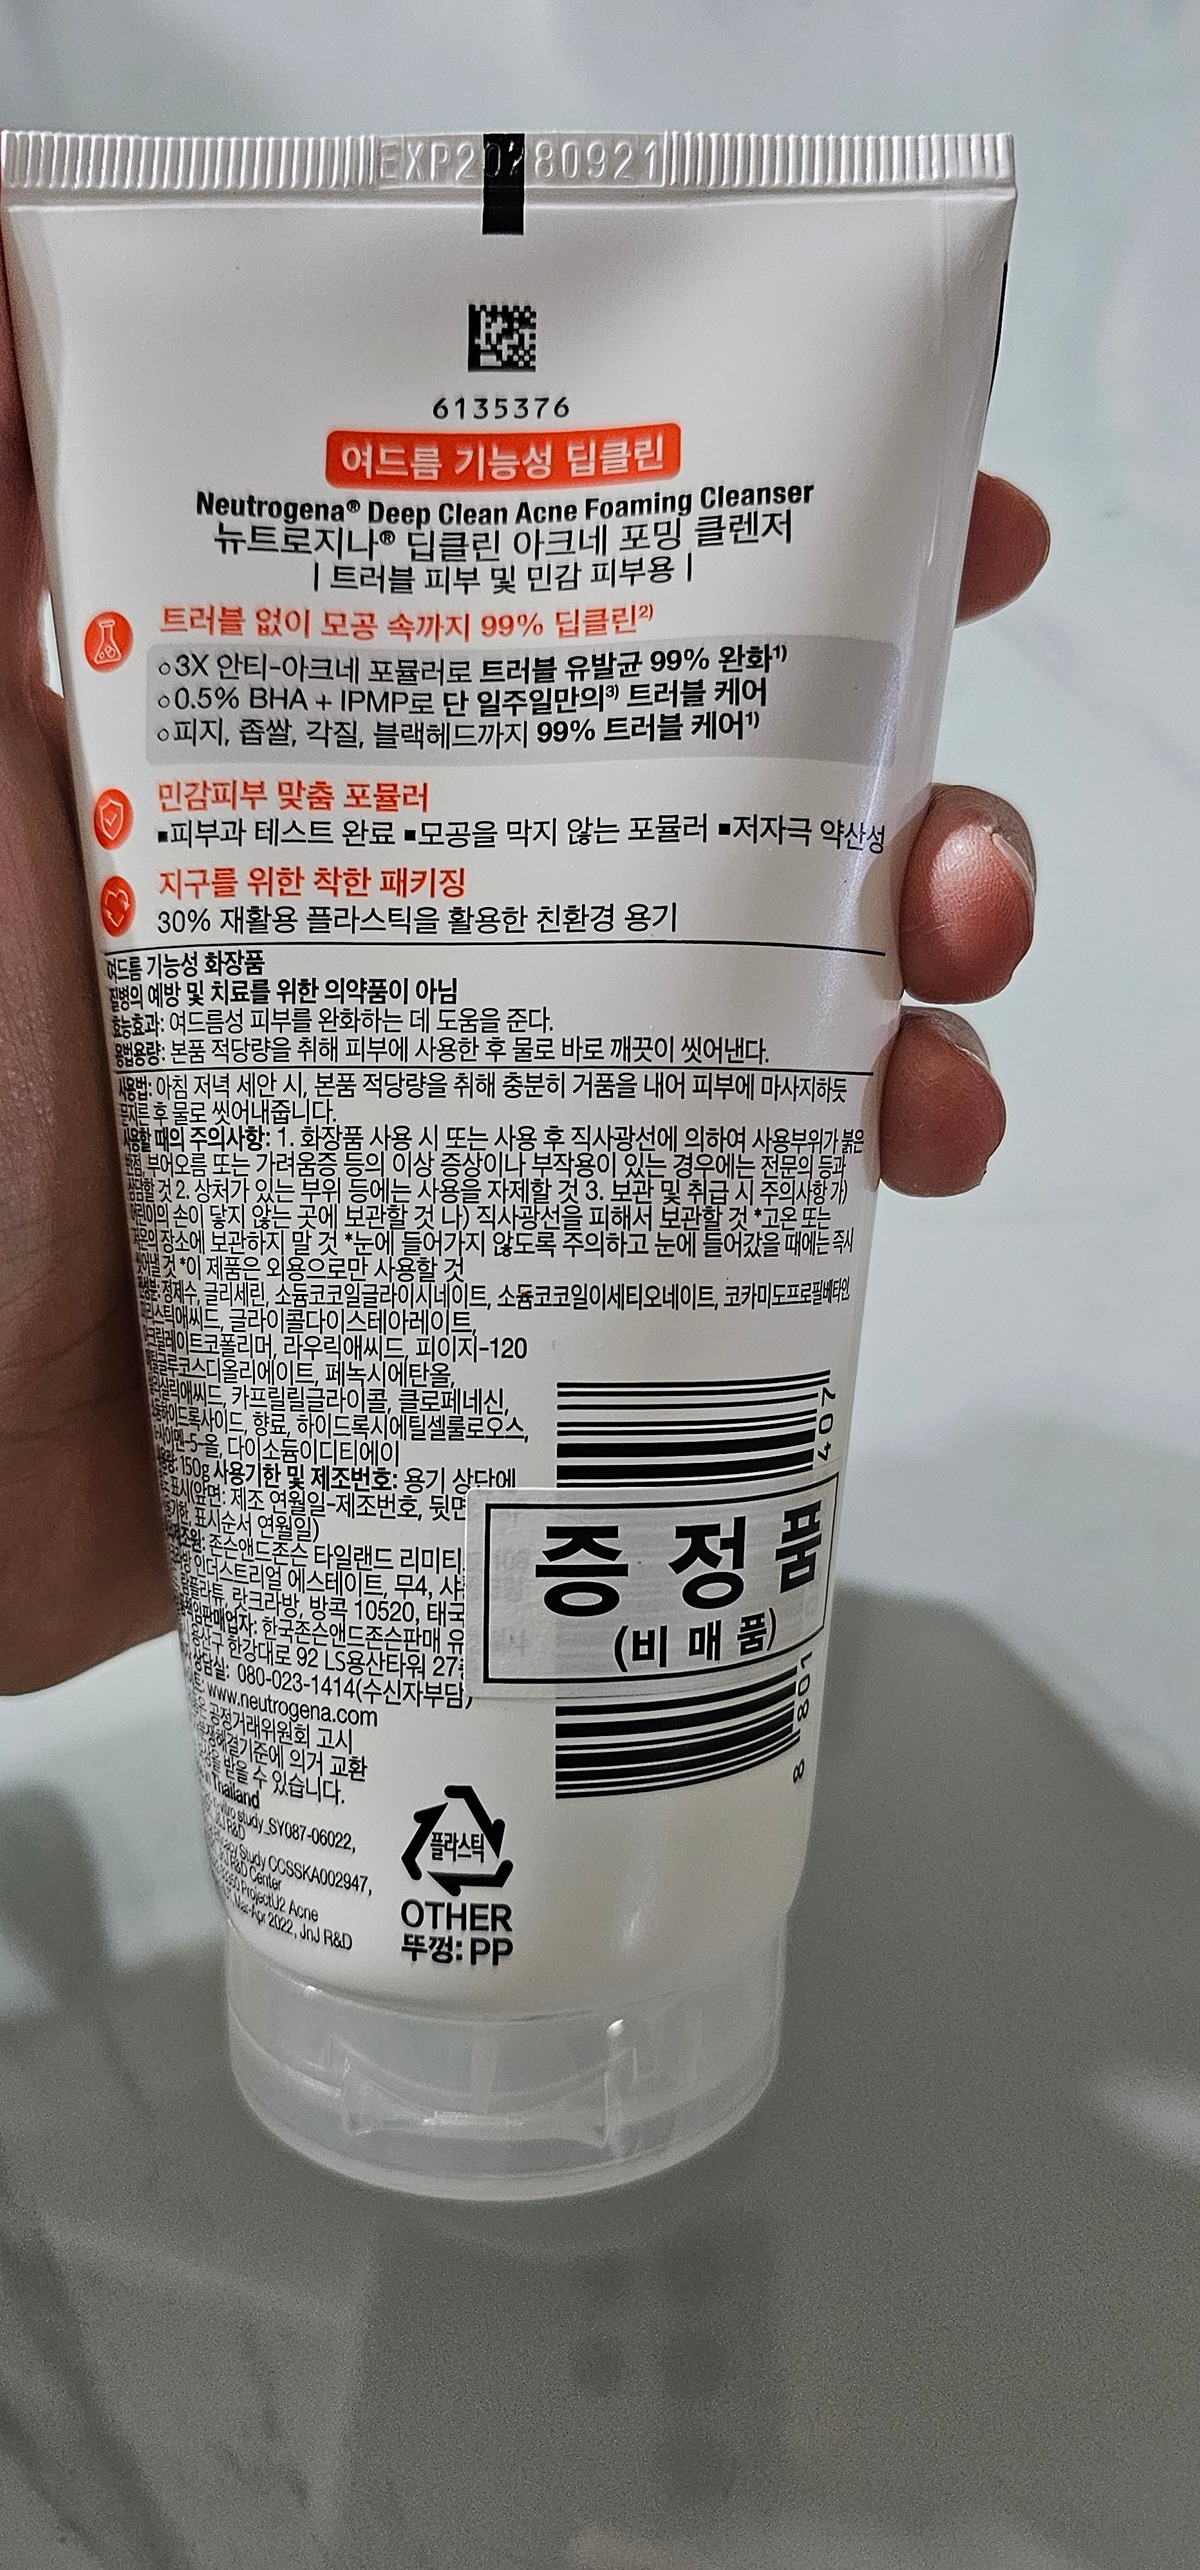 EXP20280921
6135376
여드름 기능성 딥클린
Neutrogena® Deep Clean Acne Foaming Cleanser
뉴트로지나® 딥클린 아크네 포밍 클렌저
| 트러블 피부 및 민감 피부용 |
트러블 없이 모공 속까지 99% 딥클린2)
○3X 안티-아크네 포뮬러로 트러블 유발균 99% 완화1)
○0.5% BHA + IPMP로 단 일주일만의3) 트러블 케어
○피지, 좁쌀, 각질, 블랙헤드까지 99% 트러블 케어1)
민감피부 맞춤 포뮬러
■피부과 테스트 완료 ■모공을 막지 않는 포뮬러 ■저자극 약산성
지구를 위한 착한 패키징
30% 재활용 플라스틱을 활용한 친환경 용기
여드름 기능성 화장품
질병의 예방 및 치료를 위한 의약품이 아님
효능효과: 여드름성 피부를 완화하는 데 도움을 준다.
용법용량: 본품 적당량을 취해 피부에 사용한 후 물로 바로 깨끗이 씻어낸다.
사용법: 아침 저녁 세안 시, 본품 적당량을 취해 충분히 거품을 내어 피부에 마사지하듯
문지른 후 물로 씻어내줍니다.
사용할 때의 주의사항: 1. 화장품 사용 시 또는 사용 후 직사광선에 의하여 사용부위가 붉은
반점, 부어오름 또는 가려움증 등의 이상 증상이나 부작용이 있는 경우에는 전문의 등과
상담할 것 2. 상처가 있는 부위 등에는 사용을 자제할 것 3. 보관 및 취급 시 주의사항 가)
어린이의 손이 닿지 않는 곳에 보관할 것 나) 직사광선을 피해서 보관할 것 *고온 또는
저온의 장소에 보관하지 말 것 *눈에 들어가지 않도록 주의하고 눈에 들어갔을 때에는 즉시
씻어낼 것 *이 제품은 외용으로만 사용할 것
정제수, 글리세린, 소듐코코일글라이시네이트, 소듐코코일이세티오네이트, 코카미도프로필베타인,
글라이콜다이스테아레이트,
라우릭애씨드, 피이지-120
페녹시에탄올,
카프릴릴글라이콜, 클로페네신,
향료, 하이드록시에틸셀룰로오스,
다이소듐이디티에이
150g 사용기한 및 제조번호: 용기 상단에
표시(앞면: 제조 연월일-제조번호, 뒷면
표시순서 연월일)
존슨앤드존슨 타일랜드 리미티
인더스트리얼 에스테이트, 무4,
랏크라방, 방콕 10520, 태국
한국존슨앤드존슨판매 유
한강대로 92 LS용산타워 27
080-023-1414(수신자부담)
www.neutrogena.com
공정거래위원회 고시
의거 교환
받을 수 있습니다.
Thailand
study_SY087-06022,
R&D
Study CCSSKA002947,
R&D Center
ProjectU2 Acne
Mar-Apr 2022, JnJ R&D
증정품
(비매품)
플라스틱
OTHER
뚜껑: PP